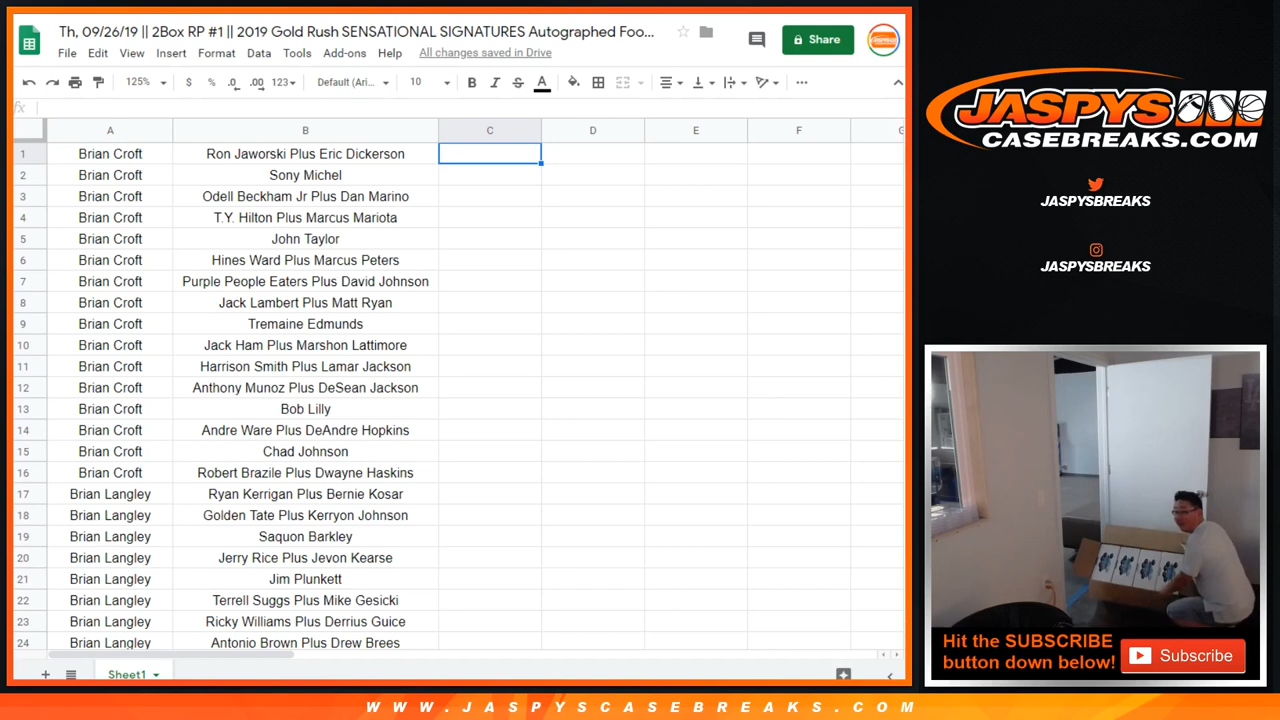 Th, 09/26/19 || 2Box RP #1 || 2019 Gold Rush SENSATIONAL SIGNATURES Autographed Foo...
Share
File Edit View Insert Format Data Tools Add-ons Help All changes saved in Drive
125% $ % .0 .00 123 Default (Ari... 10 B I S A
fx
A B C D E F G
1 Brian Croft Ron Jaworski Plus Eric Dickerson
2 Brian Croft Sony Michel
3 Brian Croft Odell Beckham Jr Plus Dan Marino
4 Brian Croft T.Y. Hilton Plus Marcus Mariota
5 Brian Croft John Taylor
6 Brian Croft Hines Ward Plus Marcus Peters
7 Brian Croft Purple People Eaters Plus David Johnson
8 Brian Croft Jack Lambert Plus Matt Ryan
9 Brian Croft Tremaine Edmunds
10 Brian Croft Jack Ham Plus Marshon Lattimore
11 Brian Croft Harrison Smith Plus Lamar Jackson
12 Brian Croft Anthony Munoz Plus DeSean Jackson
13 Brian Croft Bob Lilly
14 Brian Croft Andre Ware Plus DeAndre Hopkins
15 Brian Croft Chad Johnson
16 Brian Croft Robert Brazile Plus Dwayne Haskins
17 Brian Langley Ryan Kerrigan Plus Bernie Kosar
18 Brian Langley Golden Tate Plus Kerryon Johnson
19 Brian Langley Saquon Barkley
20 Brian Langley Jerry Rice Plus Jevon Kearse
21 Brian Langley Jim Plunkett
22 Brian Langley Terrell Suggs Plus Mike Gesicki
23 Brian Langley Ricky Williams Plus Derrius Guice
24 Brian Langley Antonio Brown Plus Drew Brees
Sheet1
JASPYS
CASEBREAKS.COM
JASPYSBREAKS
JASPYSBREAKS
Hit the SUBSCRIBE
button down below!
Subscribe
WWW.JASPYSCASEBREAKS.COM